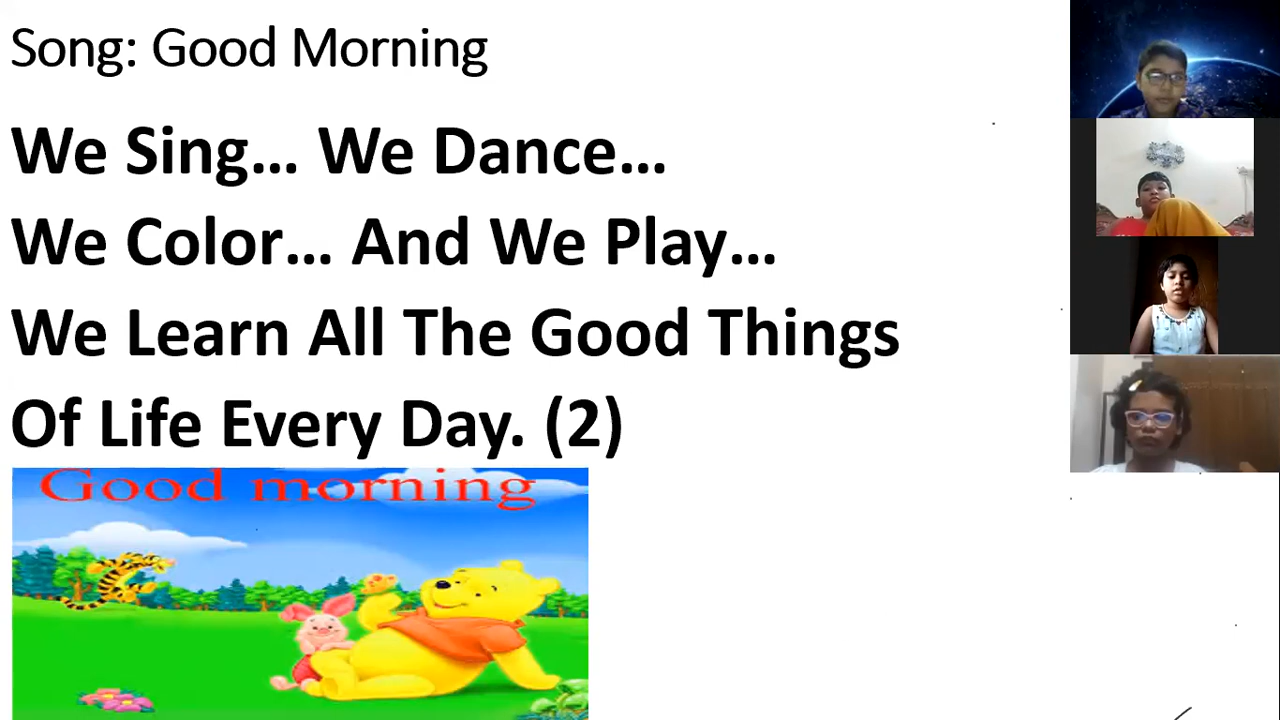 Song: Good Morning
We Sing... We Dance...
We Color... And We Play...
We Learn All The Good Things
Of Life Every Day. (2)
Good morning